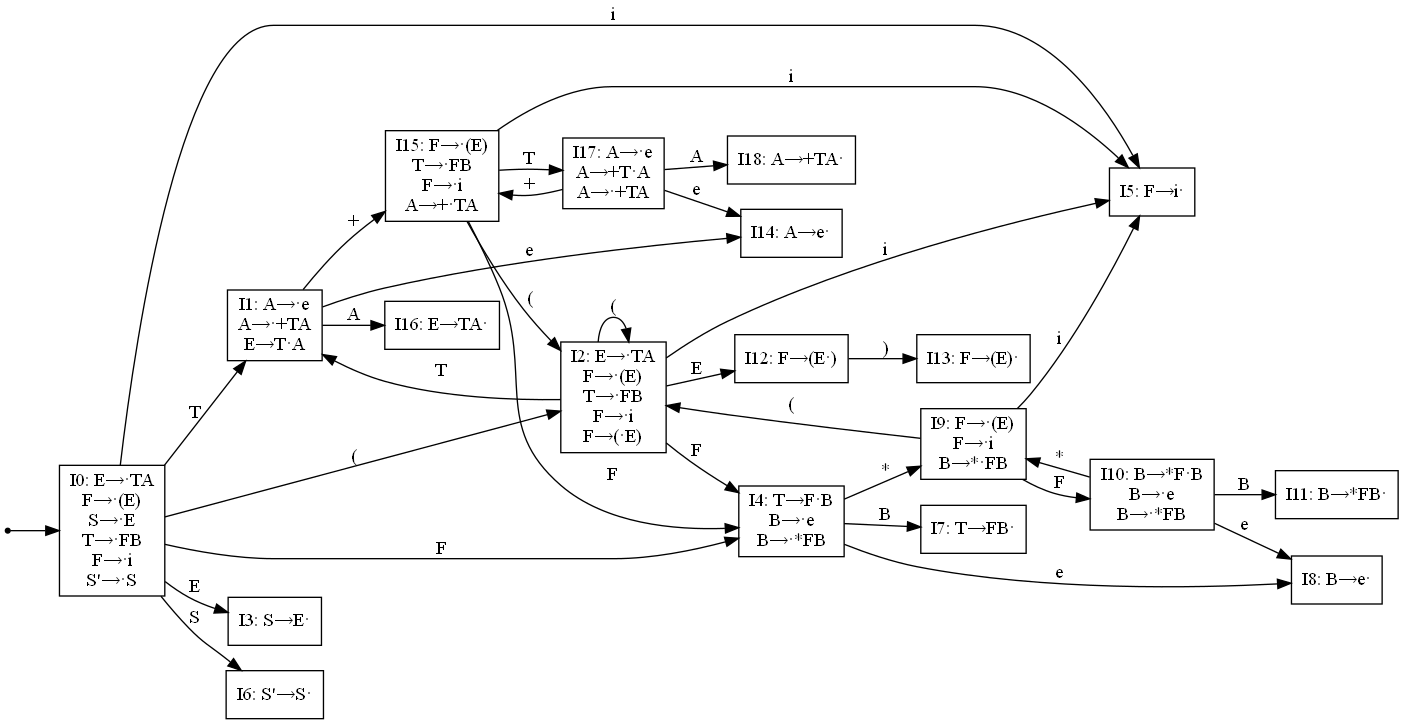 i
i
I15: F→·(E)
T→·FB
F→·i
A→+·TA
T
+
I17: A→·e
A→+T·A
A→·+TA
A
e
I18: A→+TA·
I14: A→e·
I5: F→i·
+
e
(
i
I1: A→·e
A→·+TA
E→T·A
A
I16: E→TA·
(
T
I2: E→·TA
F→·(E)
T→·FB
F→·i
F→(·E)
E
I12: F→(E·)
)
I13: F→(E)·
i
T
(
(
F
F
I9: F→·(E)
F→·i
B→*·FB
*
F
I0: E→·TA
F→·(E)
S→·E
T→·FB
F→·i
S'→·S
I4: T→F·B
B→·e
B→·*FB
*
B
I7: T→FB·
I10: B→*F·B
B→·e
B→·*FB
B
I11: B→*FB·
e
F
e
I8: B→e·
E
I3: S→E·
S
I6: S'→S·